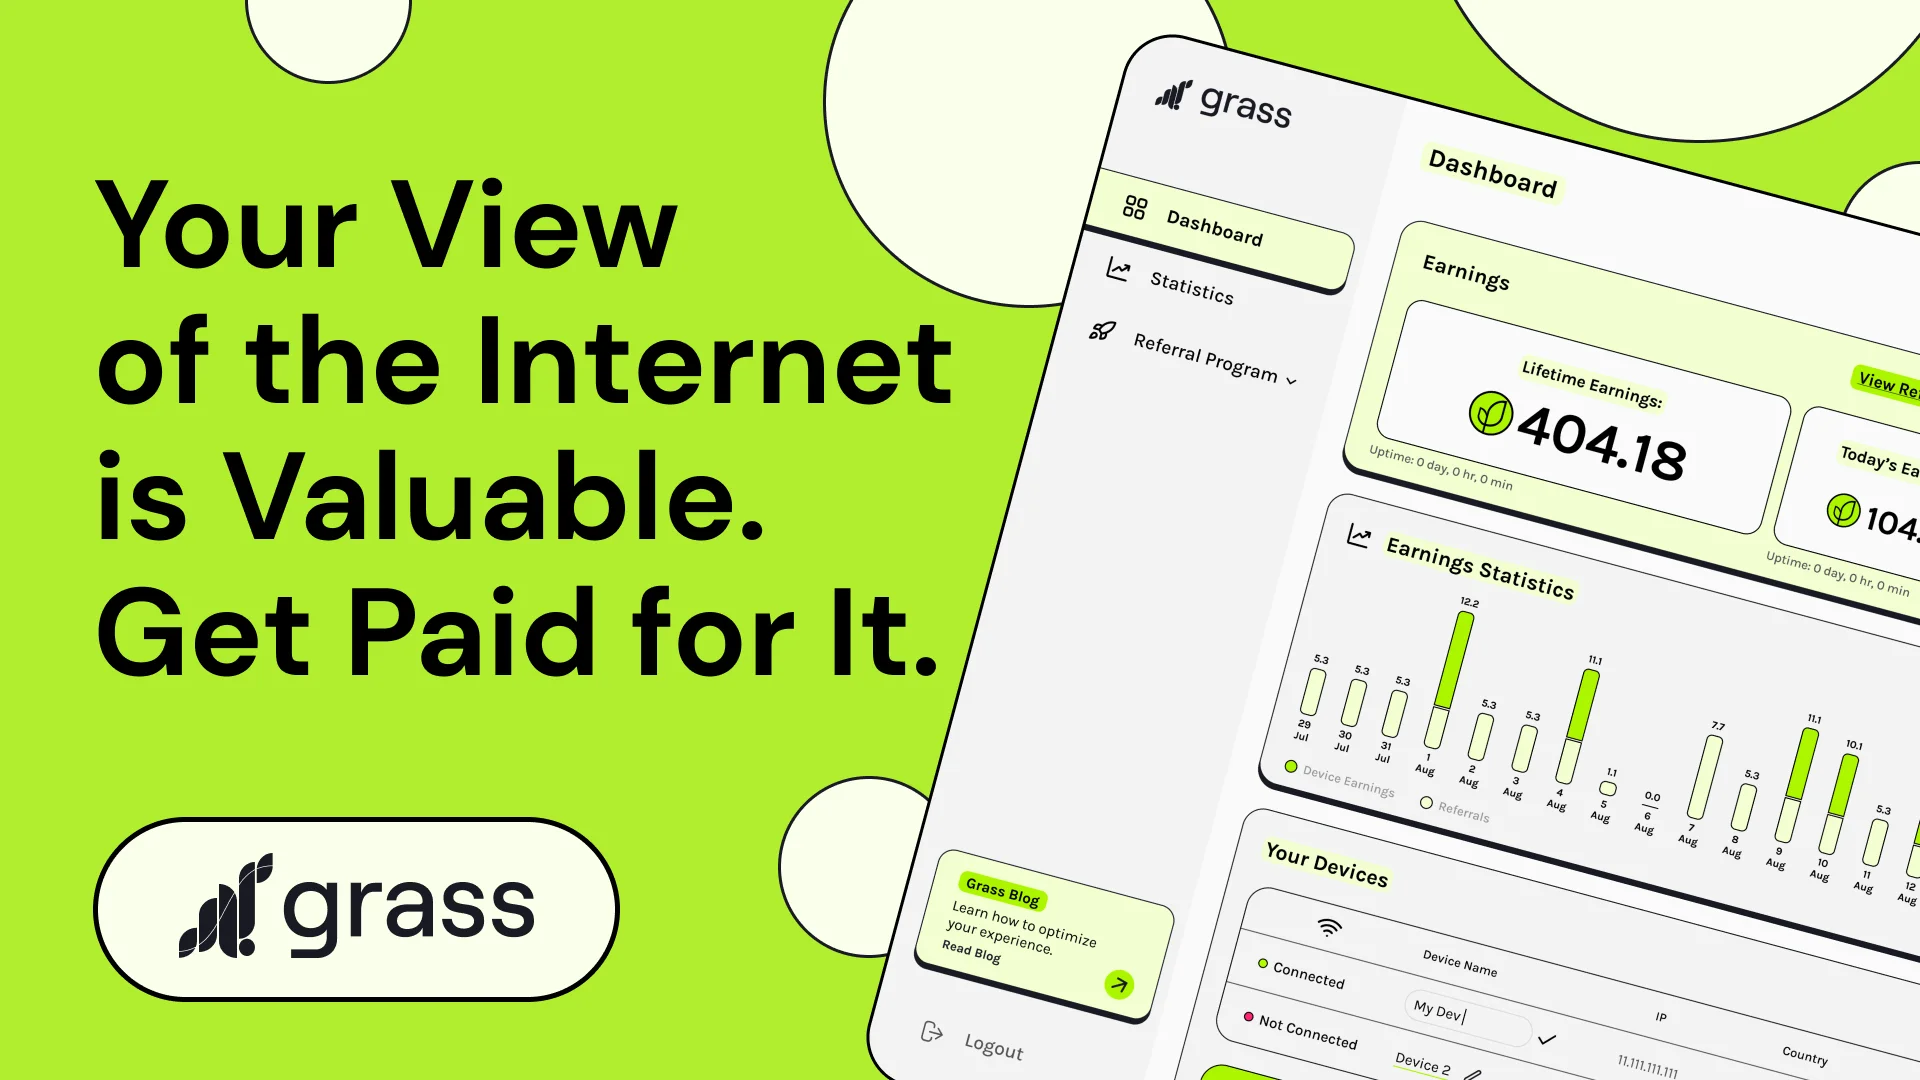 Your View
of the Internet
is Valuable.
Get Paid for It.
grass
grass
Dashboard
Statistics
Referral Program
Grass Blog
Learn how to optimize
your experience.
Read Blog
Logout
Dashboard
Earnings
View
Lifetime Earnings:
404.18
Uptime: 0 day, 0 hr, 0 min
Today's
104.
Uptime: 0 day, 0 hr, 0 min
Earnings Statistics
5.3 5.3 5.3 12.2 5.3 5.3 11.1 1.1 0.0 7.7 5.3 11.1 10.1 5.3
29 Jul
30 Jul
31 Jul
1 Aug
2 Aug
3 Aug
4 Aug
5 Aug
6 Aug
7 Aug
8 Aug
9 Aug
10 Aug
11 Aug
12 Aug
Device Earnings
Referrals
Your Devices
Device Name
IP
Country
Connected
My Dev
11.111.111.111
Not Connected
Device 2